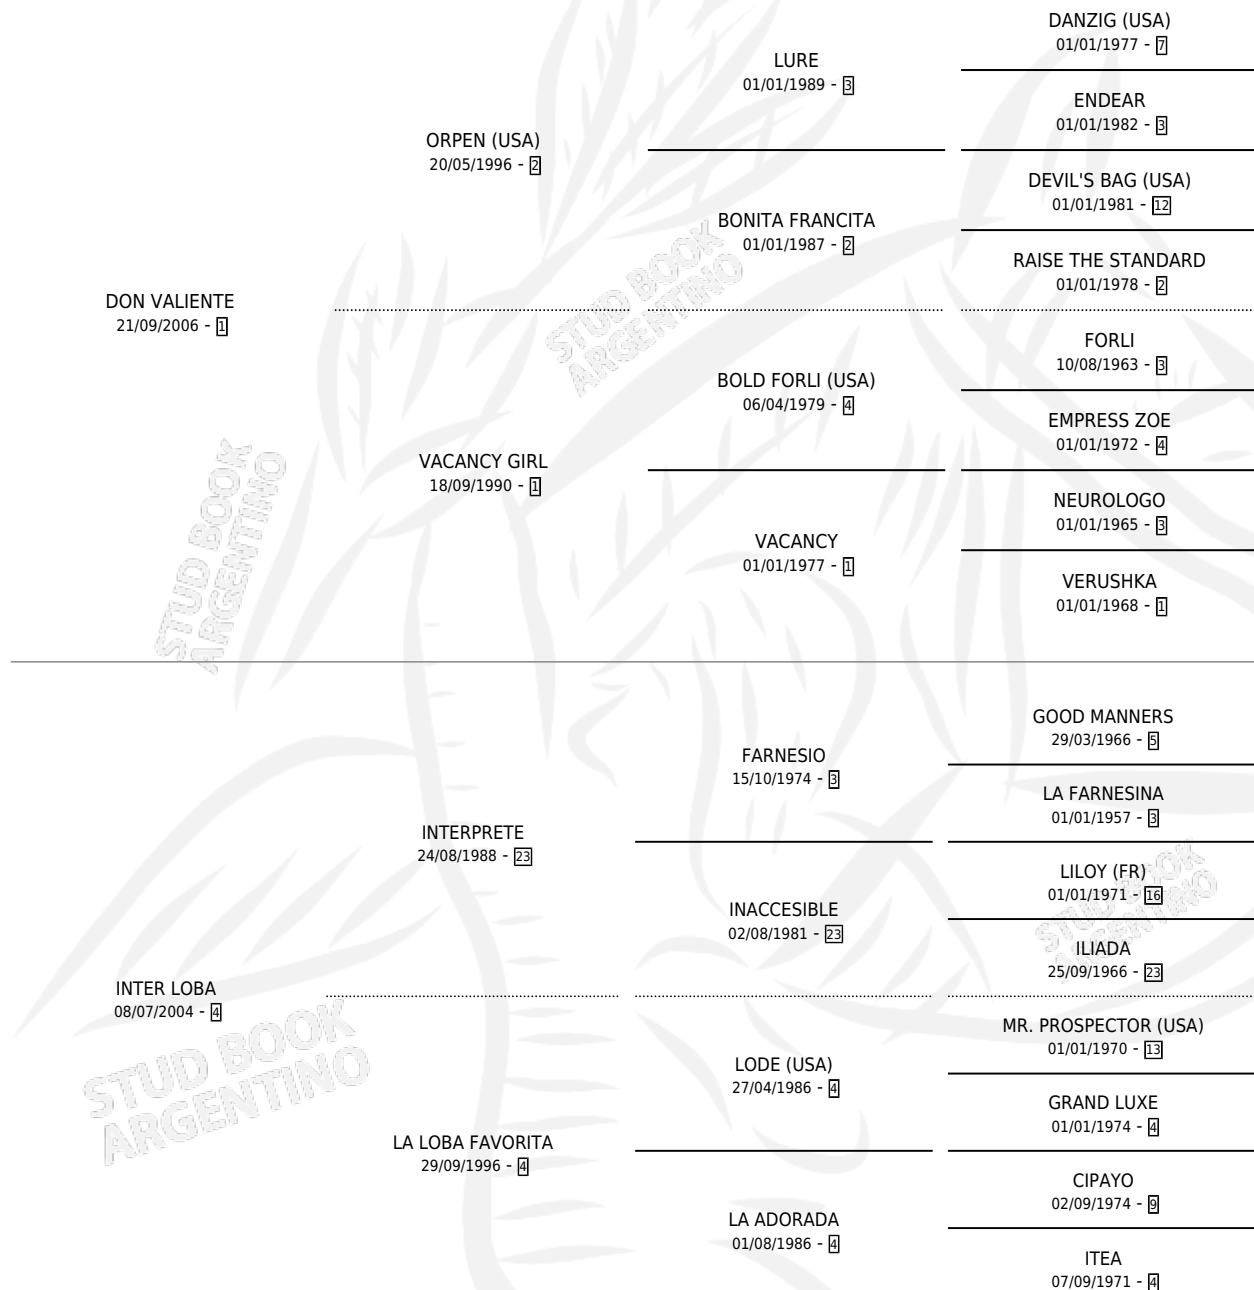 DON VALIENTE
21/09/2006 - 1
ORPEN (USA)
20/05/1996 - 2
VACANCY GIRL
18/09/1990 - 1
LURE
01/01/1989 - 3
BONITA FRANCITA
01/01/1987 - 2
BOLD FORLI (USA)
06/04/1979 - 4
VACANCY
01/01/1977 - 1
DANZIG (USA)
01/01/1977 - 7
ENDEAR
01/01/1982 - 3
DEVIL'S BAG (USA)
01/01/1981 - 12
RAISE THE STANDARD
01/01/1978 - 2
FORLI
10/08/1963 - 3
EMPRESS ZOE
01/01/1972 - 4
NEUROLOGO
01/01/1965 - 3
VERUSHKA
01/01/1968 - 1
INTER LOBA
08/07/2004 - 4
INTERPRETE
24/08/1988 - 23
LA LOBA FAVORITA
29/09/1996 - 4
FARNESIO
15/10/1974 - 3
INACCESIBLE
02/08/1981 - 23
LODE (USA)
27/04/1986 - 4
LA ADORADA
01/08/1986 - 4
GOOD MANNERS
29/03/1966 - 5
LA FARNESINA
01/01/1957 - 3
LILOY (FR)
01/01/1971 - 16
ILIADA
25/09/1966 - 23
MR. PROSPECTOR (USA)
01/01/1970 - 13
GRAND LUXE
01/01/1974 - 4
CIPAYO
02/09/1974 - 9
ITEA
07/09/1971 - 4
STUD BOOK
ARGENTINO
STUD BOOK
ARGENTINO
STUD BOOK
ARGENTINO
STUD BOOK
ARGENTINO